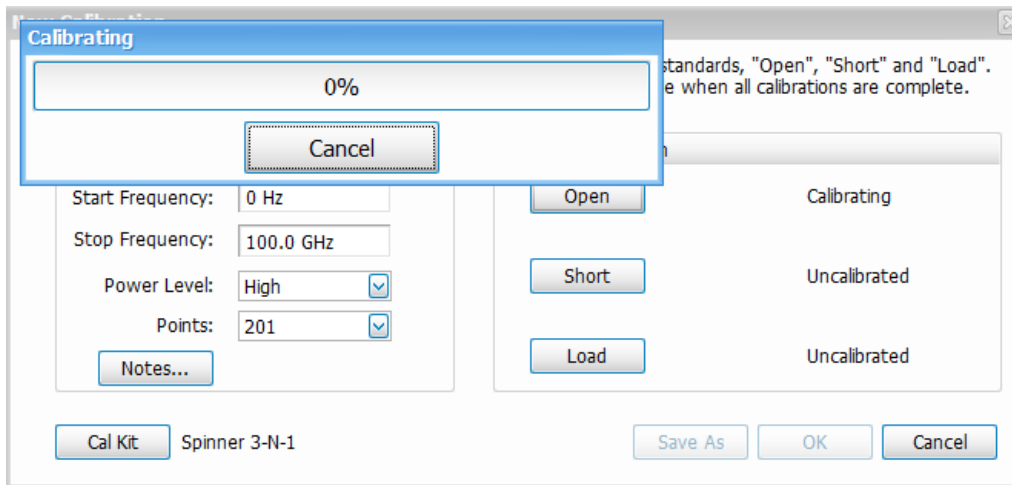 Calibrating
0%
Cancel
standards, "Open", "Short" and "Load".
when all calibrations are complete.
Start Frequency: 0 Hz
Open Calibrating
Stop Frequency: 100.0 GHz
Power Level: High
Short Uncalibrated
Points: 201
Load Uncalibrated
Notes...
Cal Kit Spinner 3-N-1
Save As OK Cancel